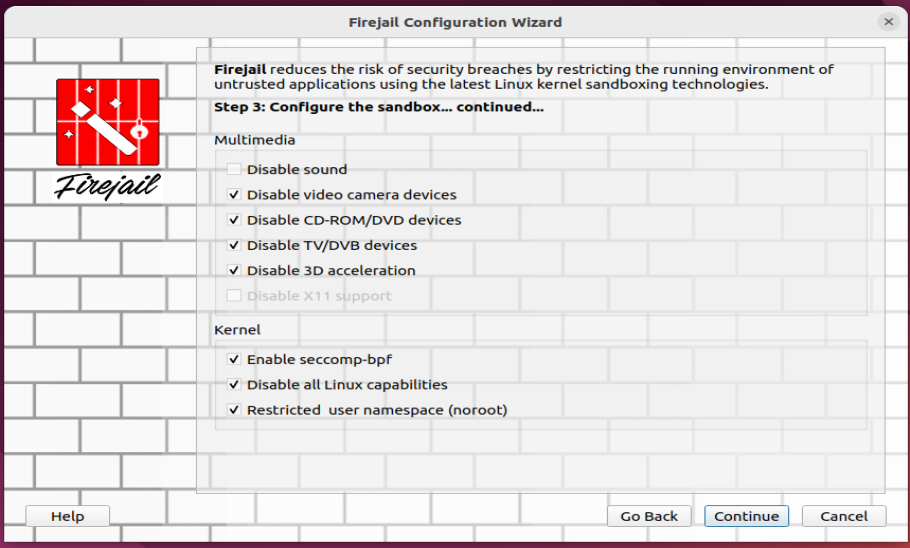 Firejail Configuration Wizard
Firejail
Firejail reduces the risk of security breaches by restricting the running environment of
untrusted applications using the latest Linux kernel sandboxing technologies.
Step 3: Configure the sandbox... continued...
Multimedia
Disable sound
Disable video camera devices
Disable CD-ROM/DVD devices
Disable TV/DVB devices
Disable 3D acceleration
Disable X11 support
Kernel
Enable seccomp-bpf
Disable all Linux capabilities
Restricted  user namespace (noroot)
Help
Go Back
Continue
Cancel